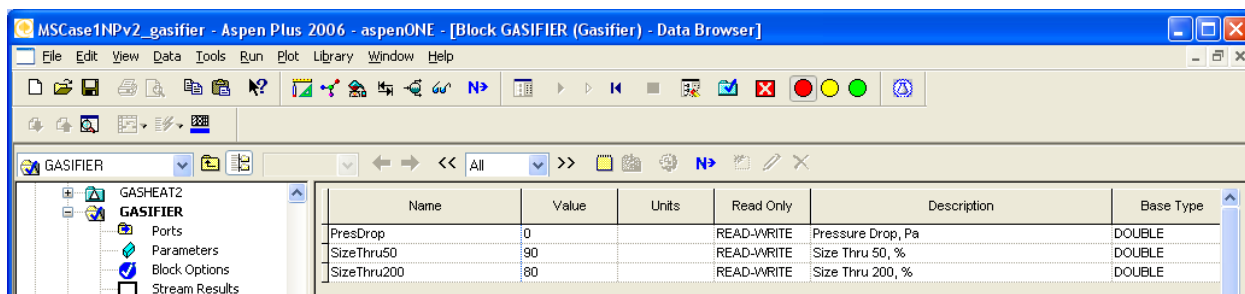 MSCase1NPv2_gasifier - Aspen Plus 2006 - aspenONE - [Block GASIFIER (Gasifier) - Data Browser]
File Edit View Data Tools Run Plot Library Window Help
N>
GASIFIER << All >> N>
GASHEAT2
GASIFIER
Ports
Parameters
Block Options
Stream Results
Name Value Units Read Only Description Base Type
PresDrop 0 READ-WRITE Pressure Drop, Pa DOUBLE
SizeThru50 90 READ-WRITE Size Thru 50, % DOUBLE
SizeThru200 80 READ-WRITE Size Thru 200, % DOUBLE